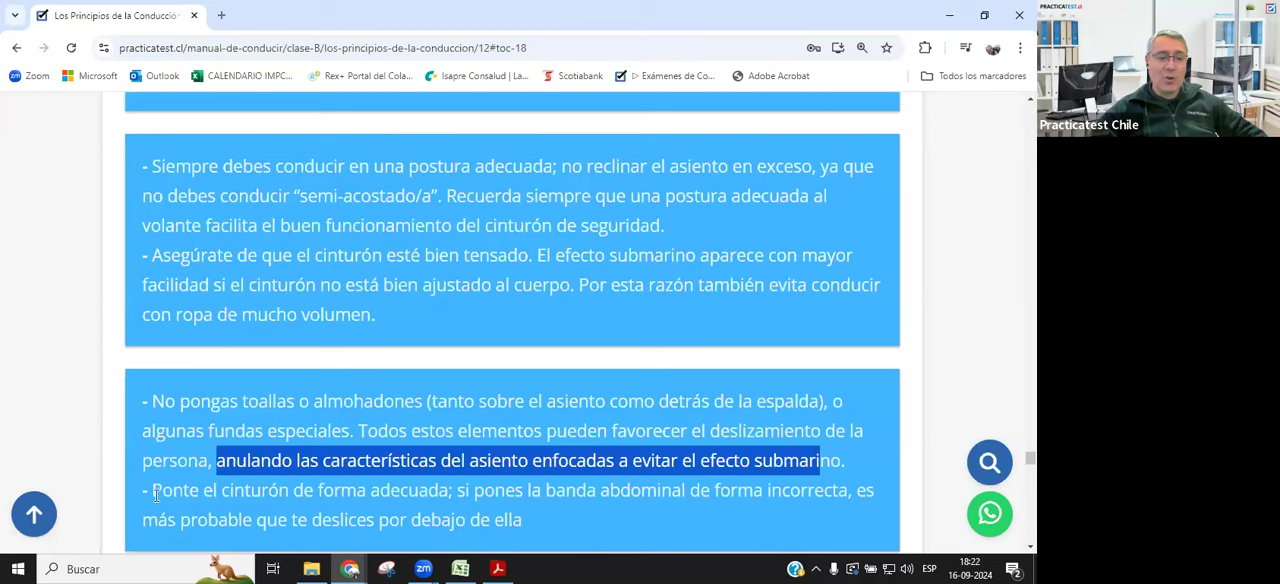 Los Principios de la Conducción
practicatest.cl/manual-de-conducir/clase-B/los-principios-de-la-conduccion/12#toc-18
Zoom
Microsoft
Outlook
CALENDARIO IMPC...
Rex+ Portal del Cola...
Isapre Consalud | La...
Scotiabank
▷ Exámenes de Co...
Adobe Acrobat
Todos los marcadores
PRACTICATEST.cl
Practicatest Chile
- Siempre debes conducir en una postura adecuada; no reclinar el asiento en exceso, ya que
no debes conducir “semi-acostado/a”. Recuerda siempre que una postura adecuada al
volante facilita el buen funcionamiento del cinturón de seguridad.
- Asegúrate de que el cinturón esté bien tensado. El efecto submarino aparece con mayor
facilidad si el cinturón no está bien ajustado al cuerpo. Por esta razón también evita conducir
con ropa de mucho volumen.
- No pongas toallas o almohadones (tanto sobre el asiento como detrás de la espalda), o
algunas fundas especiales. Todos estos elementos pueden favorecer el deslizamiento de la
persona, anulando las características del asiento enfocadas a evitar el efecto submarino.
- Ponte el cinturón de forma adecuada; si pones la banda abdominal de forma incorrecta, es
más probable que te deslices por debajo de ella
Buscar
zm
ESP
18:22
16-09-2024
2